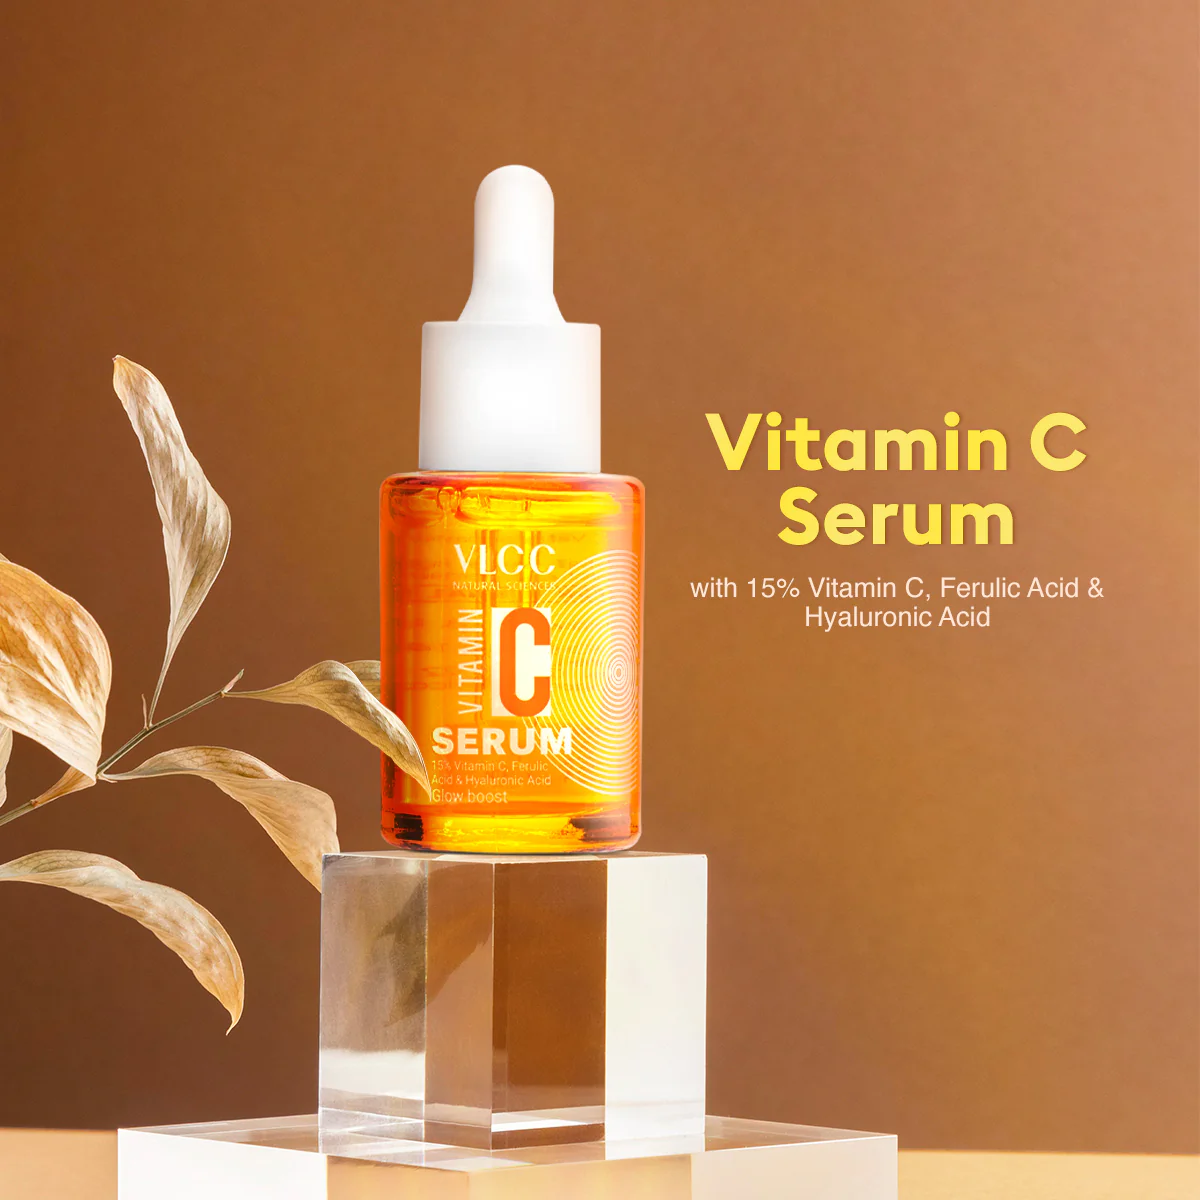 Vitamin C
Serum
with 15% Vitamin C, Ferulic Acid &
Hyaluronic Acid
VLCC
NATURAL SCIENCES
VITAMIN
C
SERUM
15% Vitamin C, Ferulic
Acid & Hyaluronic Acid
Glow boost